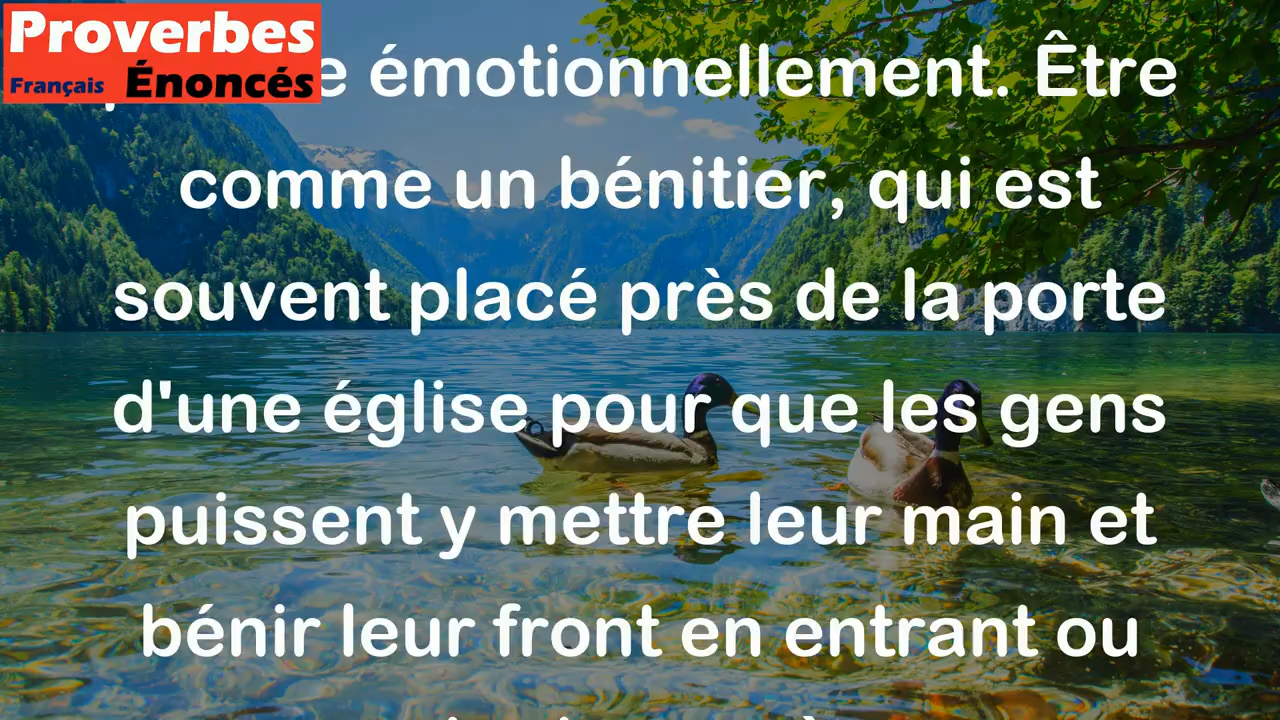 Proverbes
Français Énoncés
émotionnellement. Être
comme un bénitier, qui est
souvent placé près de la porte
d'une église pour que les gens
puissent y mettre leur main et
bénir leur front en entrant ou